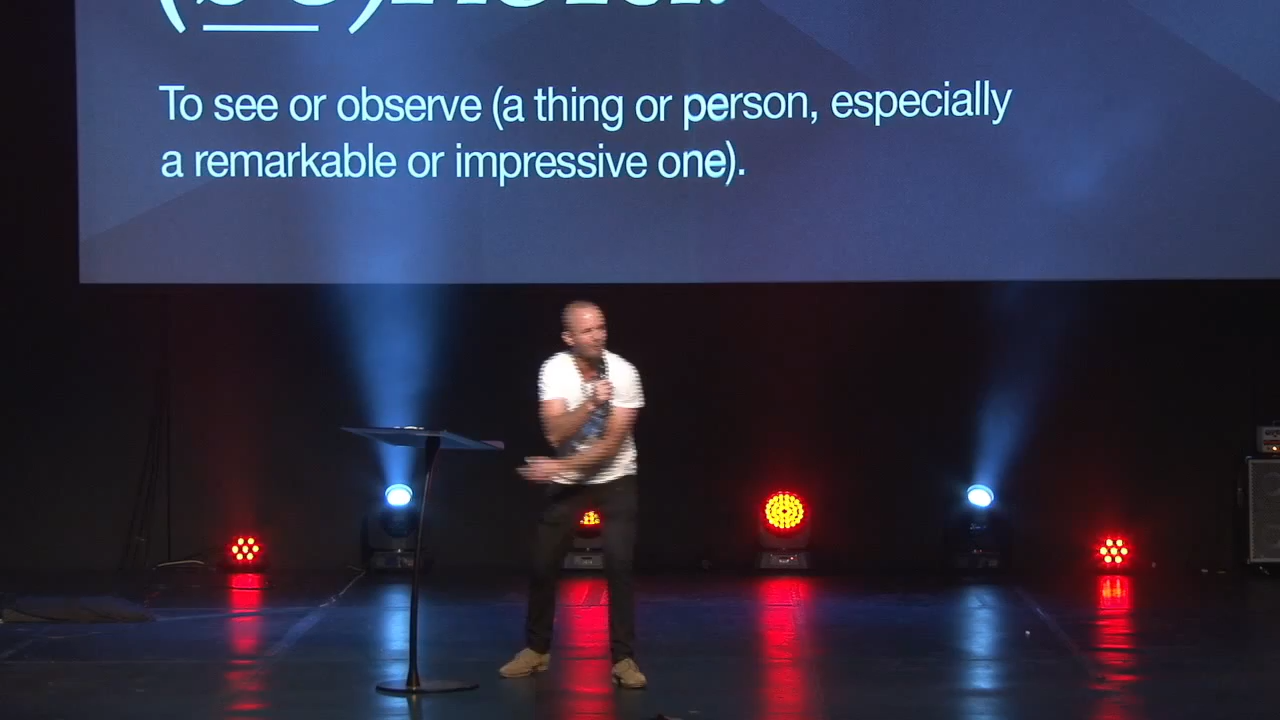 To see or observe (a thing or person, especially
a remarkable or impressive one).